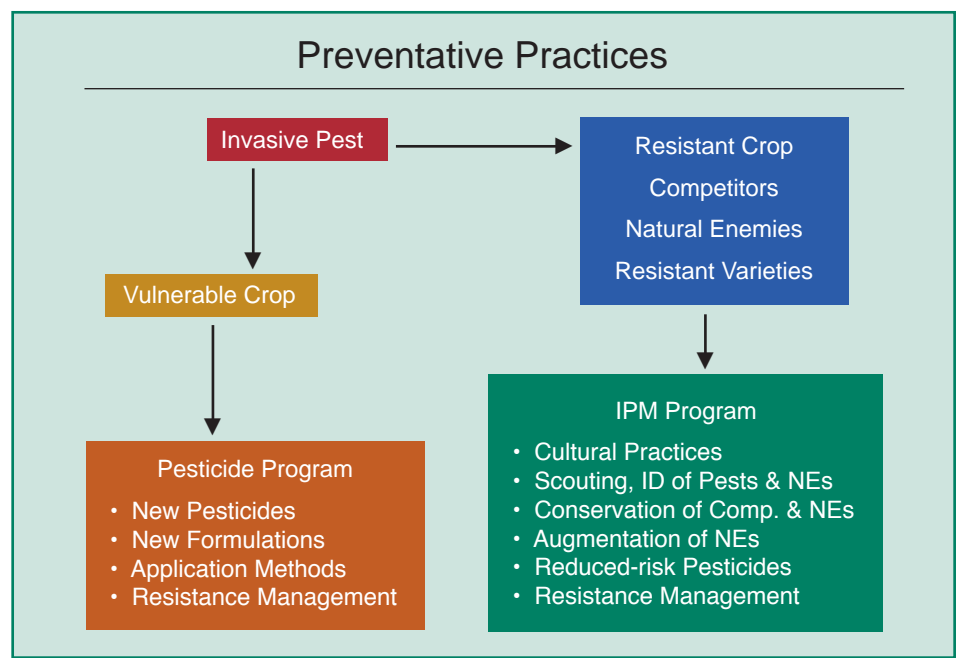 Preventative Practices
Invasive Pest
Resistant Crop
Competitors
Natural Enemies
Resistant Varieties
Vulnerable Crop
Pesticide Program
• New Pesticides
• New Formulations
• Application Methods
• Resistance Management
IPM Program
• Cultural Practices
• Scouting, ID of Pests & NEs
• Conservation of Comp. & NEs
• Augmentation of NEs
• Reduced-risk Pesticides
• Resistance Management